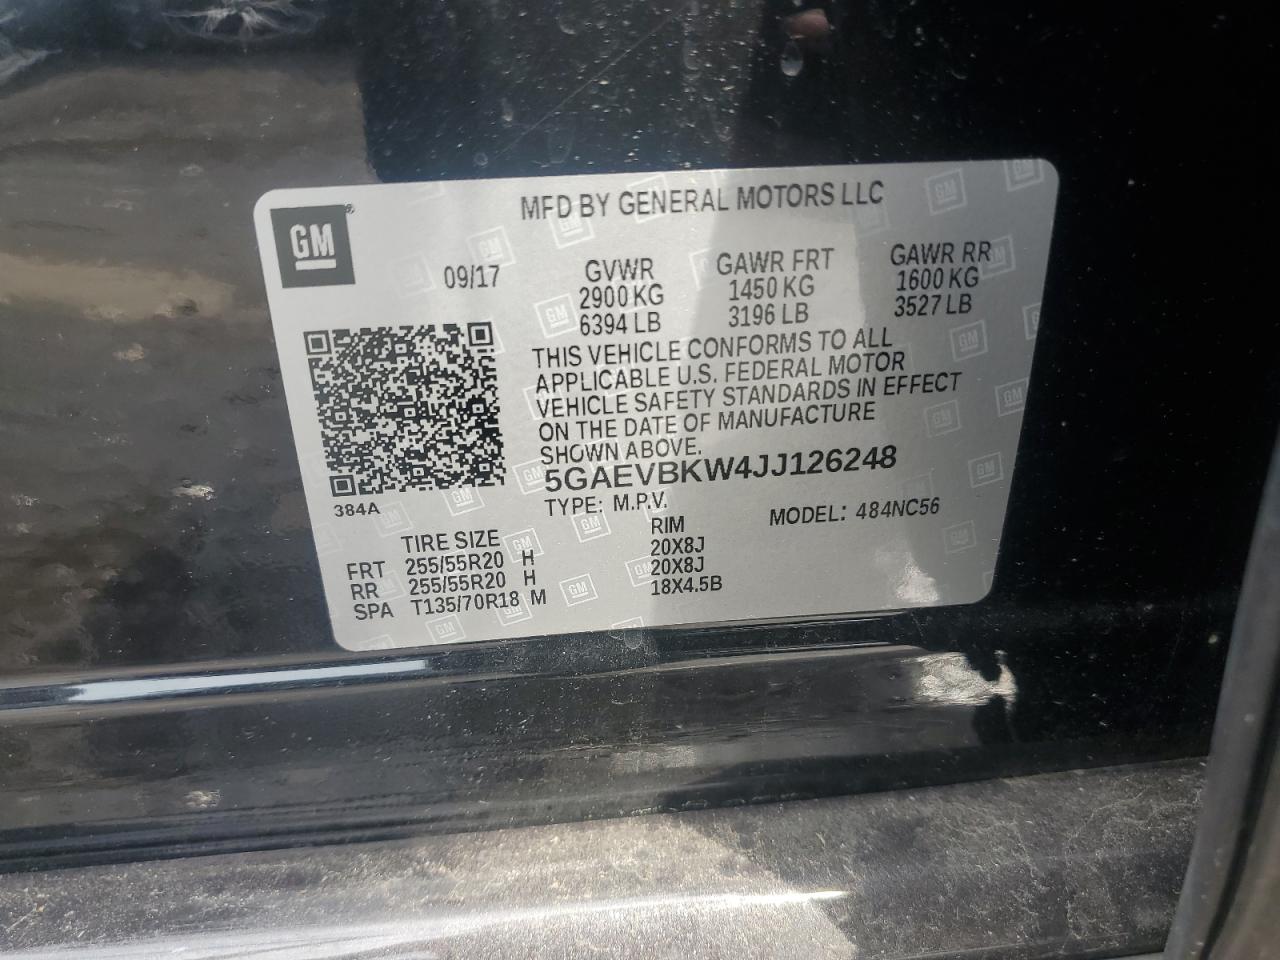 MFD BY GENERAL MOTORS LLC
GM®
09/17
GVWR GAWR FRT GAWR RR
2900 KG 1450 KG 1600 KG
6394 LB 3196 LB 3527 LB
THIS VEHICLE CONFORMS TO ALL
APPLICABLE U.S. FEDERAL MOTOR
VEHICLE SAFETY STANDARDS IN EFFECT
ON THE DATE OF MANUFACTURE
SHOWN ABOVE.
5GAEVBKW4JJ126248
384A
TYPE: M.P.V. MODEL: 484NC56
TIRE SIZE RIM
FRT 255/55R20 H 20X8J
RR 255/55R20 H 20X8J
SPA T135/70R18 M 18X4.5B